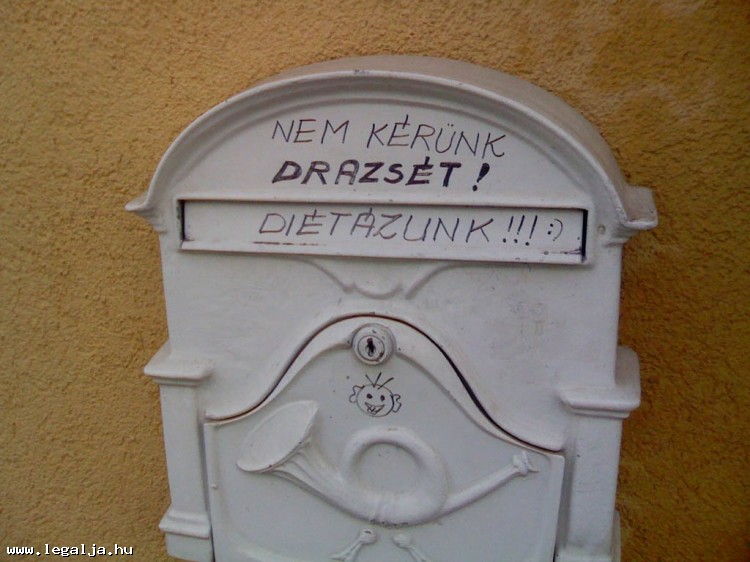 NEM KÉRÜNK
DRAZSÉT!
DIÉTÁZUNK!!! :)
www.legalja.hu